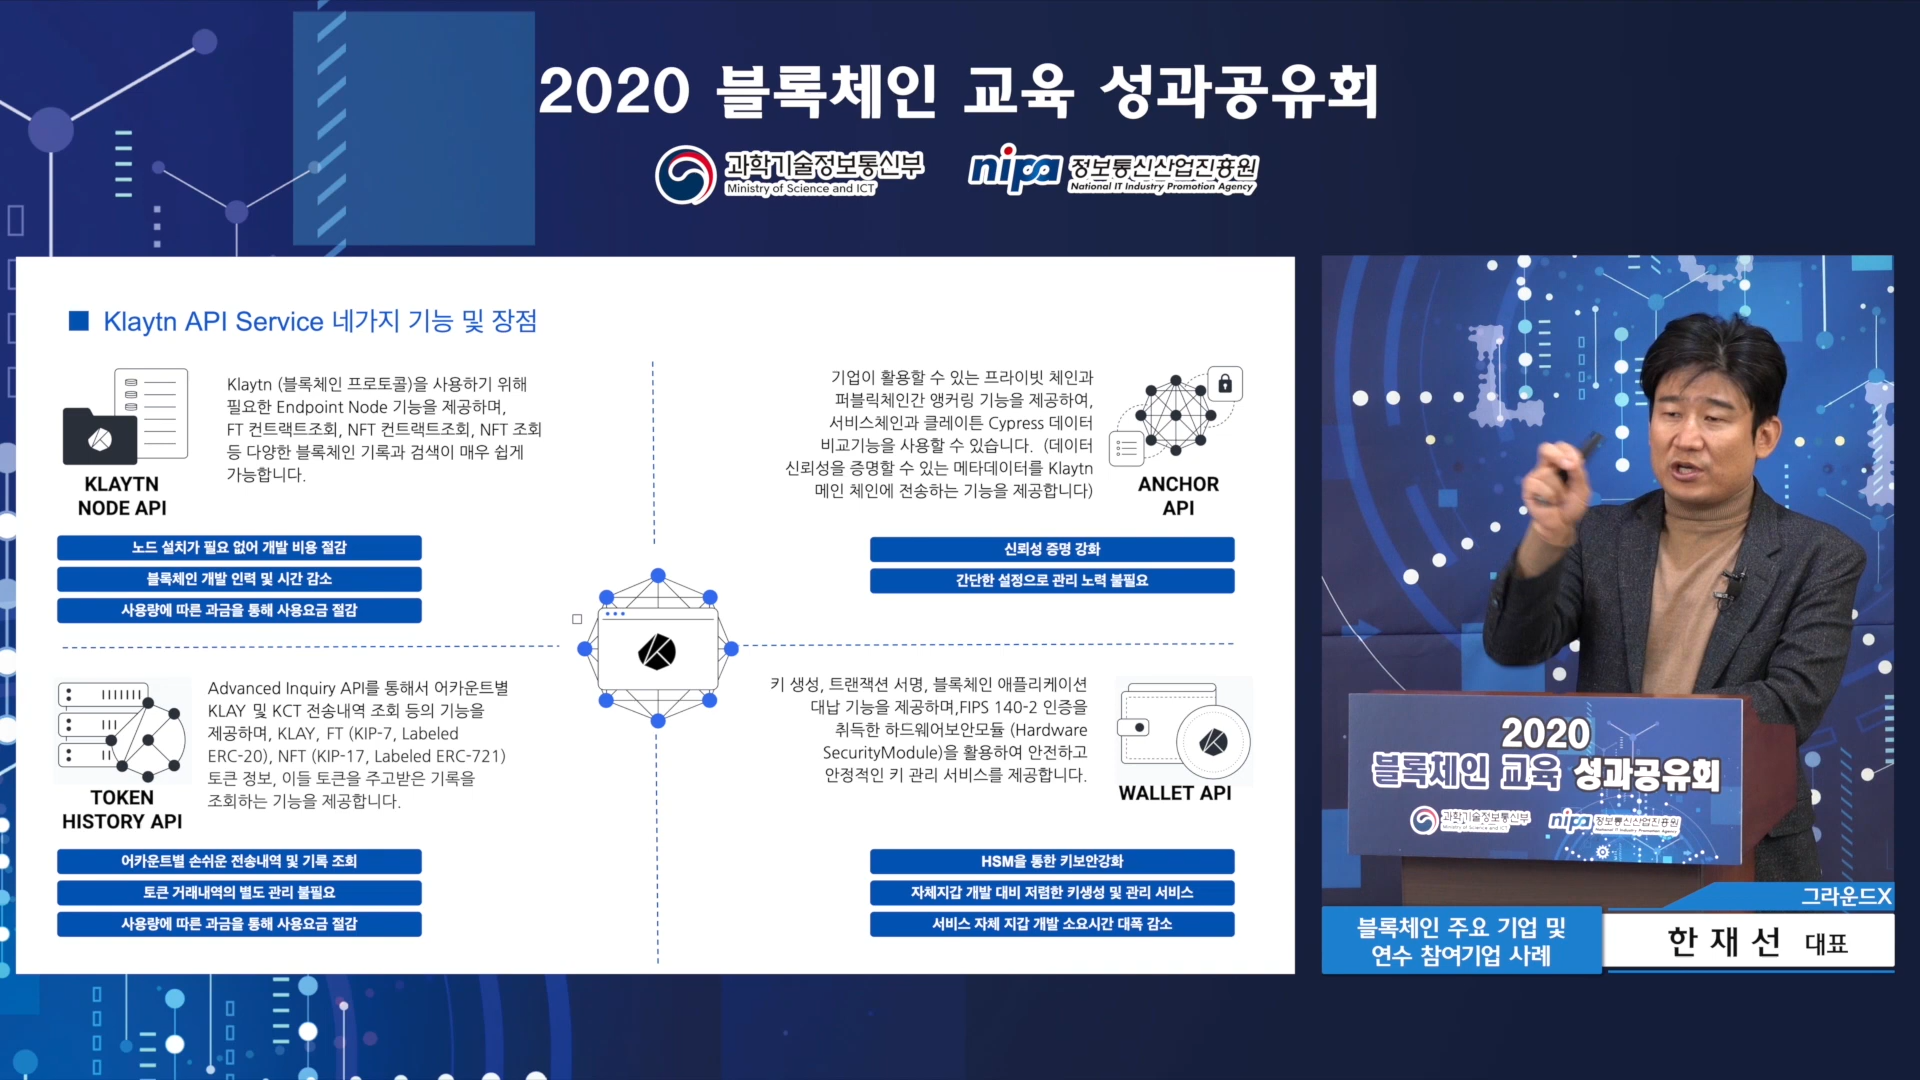 2020 블록체인 교육 성과공유회
과학기술정보통신부
Ministry of Science and ICT
nipa 정보통신산업진흥원
National IT Industry Promotion Agency
Klaytn API Service 네가지 기능 및 장점
Klaytn (블록체인 프로토콜)을 사용하기 위해
필요한 Endpoint Node 기능을 제공하며,
FT 컨트랙트조회, NFT 컨트랙트조회, NFT 조회
등 다양한 블록체인 기록과 검색이 매우 쉽게
가능합니다.
KLAYTN
NODE API
노드 설치가 필요 없어 개발 비용 절감
블록체인 개발 인력 및 시간 감소
사용량에 따른 과금을 통해 사용요금 절감
기업이 활용할 수 있는 프라이빗 체인과
퍼블릭체인간 앵커링 기능을 제공하여,
서비스체인과 클레이튼 Cypress 데이터
비교기능을 사용할 수 있습니다. (데이터
신뢰성을 증명할 수 있는 메타데이터를 Klaytn
메인 체인에 전송하는 기능을 제공합니다)
ANCHOR
API
신뢰성 증명 강화
간단한 설정으로 관리 노력 불필요
Advanced Inquiry API를 통해서 어카운트별
KLAY 및 KCT 전송내역 조회 등의 기능을
제공하며, KLAY, FT (KIP-7, Labeled
ERC-20), NFT (KIP-17, Labeled ERC-721)
토큰 정보, 이들 토큰을 주고받은 기록을
조회하는 기능을 제공합니다.
TOKEN
HISTORY API
어카운트별 손쉬운 전송내역 및 기록 조회
토큰 거래내역의 별도 관리 불필요
사용량에 따른 과금을 통해 사용요금 절감
키 생성, 트랜잭션 서명, 블록체인 애플리케이션
대납 기능을 제공하며,FIPS 140-2 인증을
취득한 하드웨어보안모듈 (Hardware
SecurityModule)을 활용하여 안전하고
안정적인 키 관리 서비스를 제공합니다.
WALLET API
HSM을 통한 키보안강화
자체지갑 개발 대비 저렴한 키생성 및 관리 서비스
서비스 자체 지갑 개발 소요시간 대폭 감소
2020
블록체인 교육 성과공유회
과학기술정보통신부
Ministry of Science and ICT
nipa 정보통신산업진흥원
National IT Industry Promotion Agency
그라운드X
블록체인 주요 기업 및
연수 참여기업 사례
한재선 대표